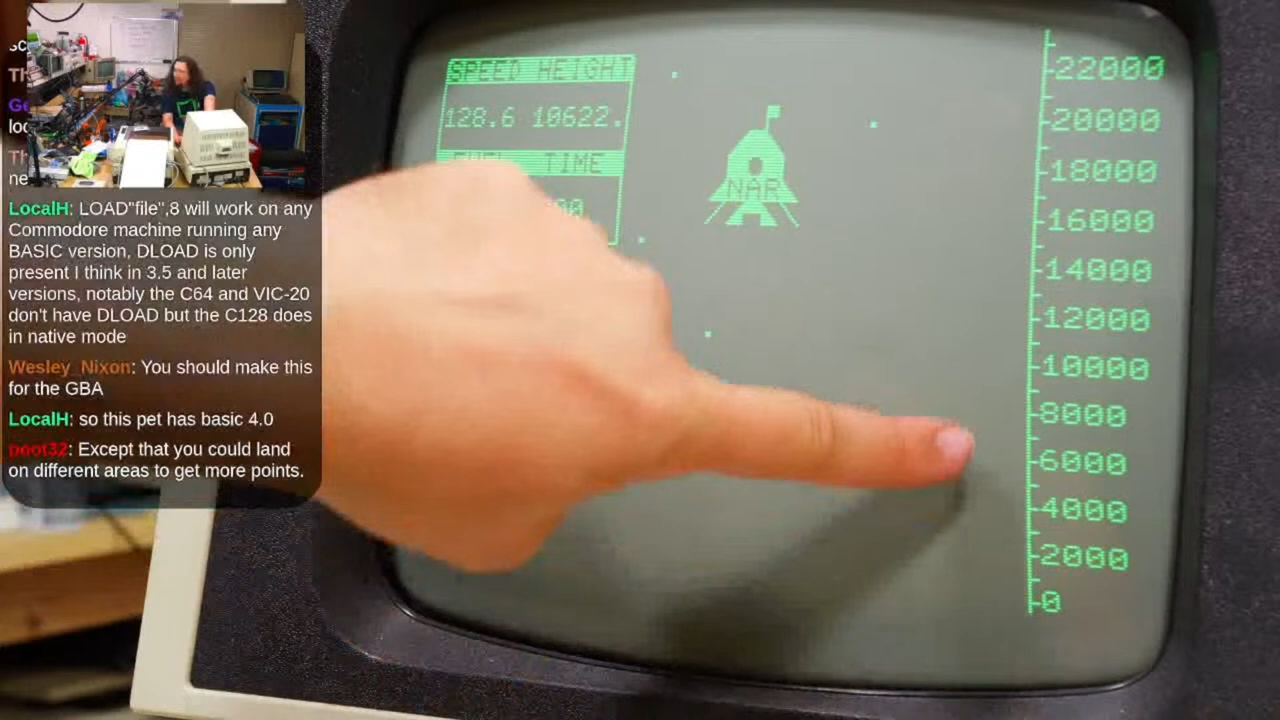 LocalH: LOAD"file",8 will work on any
Commodore machine running any
BASIC version, DLOAD is only
present I think in 3.5 and later
versions, notably the C64 and VIC-20
don't have DLOAD but the C128 does
in native mode
Wesley_Nixon: You should make this
for the GBA
LocalH: so this pet has basic 4.0
poot32: Except that you could land
on different areas to get more points.
SPEED HEIGHT
128.6 10622.
TIME
NAR
22000
20000
18000
16000
14000
12000
10000
8000
6000
4000
2000
0